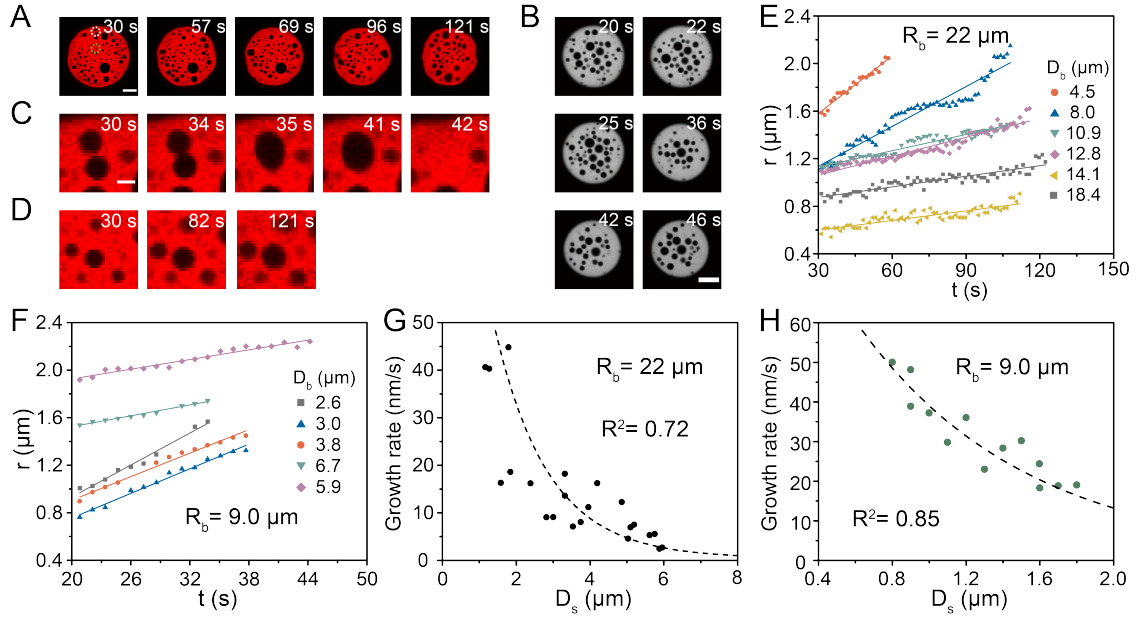 A
30 s
57 s
69 s
96 s
121 s
B
20 s
22 s
25 s
36 s
42 s
46 s
C
30 s
34 s
35 s
41 s
42 s
D
30 s
82 s
121 s
E
R_b = 22 μm
D_b (μm)
4.5
8.0
10.9
12.8
14.1
18.4
r (μm)
2.4
2.0
1.6
1.2
0.8
0.4
30 60 90 120 150
t (s)
F
r (μm)
2.4
2.0
1.6
1.2
0.8
0.4
D_b (μm)
2.6
3.0
3.8
6.7
5.9
R_b = 9.0 μm
20 26 32 38 44 50
t (s)
G
Growth rate (nm/s)
50
40
30
20
10
0
R_b = 22 μm
R² = 0.72
0 2 4 6 8
D_s (μm)
H
Growth rate (nm/s)
60
50
40
30
20
10
0
R_b = 9.0 μm
R² = 0.85
0.4 0.8 1.2 1.6 2.0
D_s (μm)